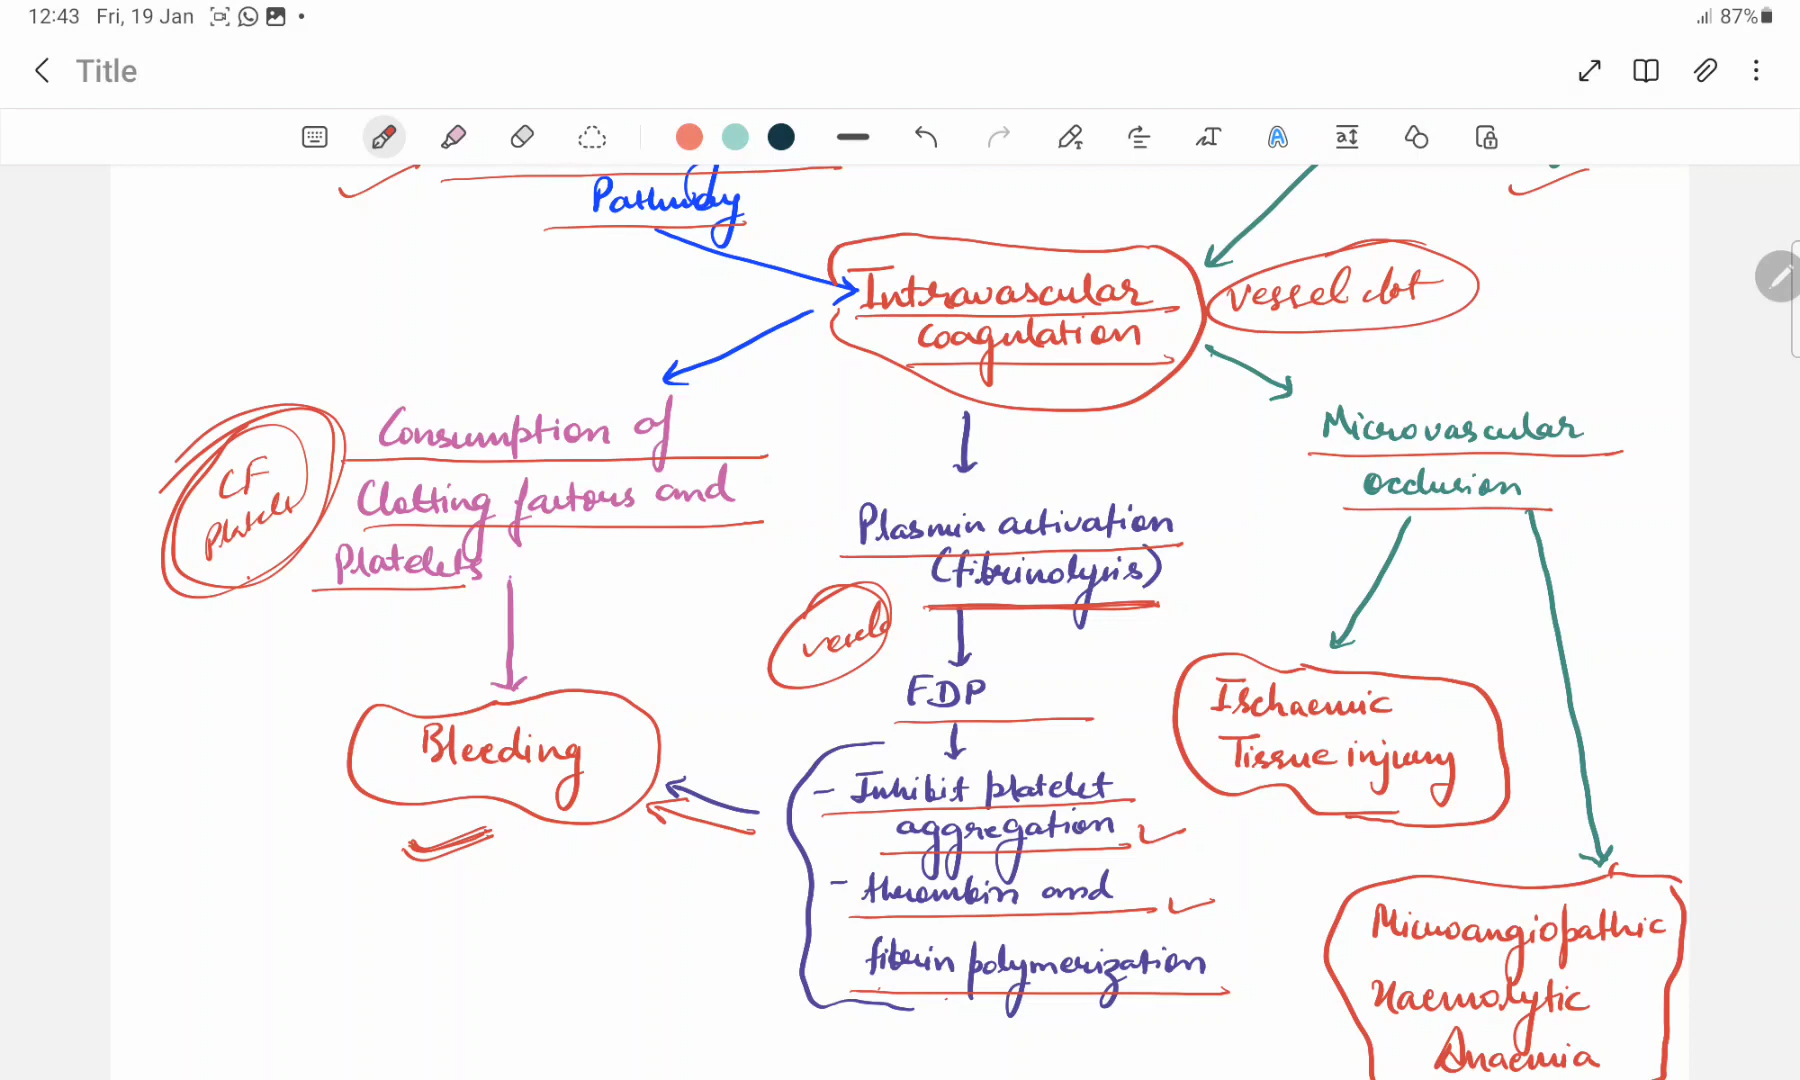 12:43 Fri, 19 Jan
87%
Title
Pathway
Intravascular
coagulation
vessel clot
Consumption of
Clotting factors and
Platelets
CF
platelets
Microvascular
occlusion
Plasmin activation
(fibrinolysis)
FDP
Bleeding
- Inhibit platelet
aggregation
- thrombin and
fibrin polymerization
Ischaemic
Tissue injury
Microangiopathic
Haemolytic
Anaemia